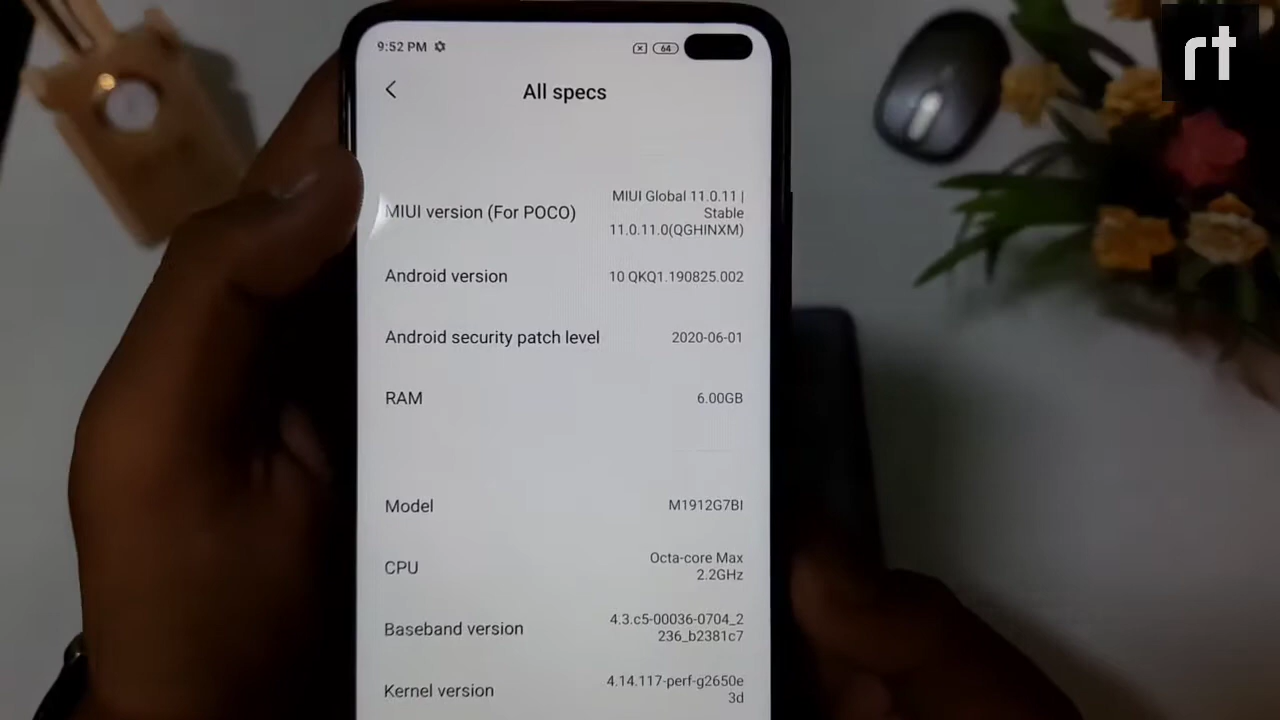 9:52 PM
64
rt
All specs
MIUI version (For POCO)
MIUI Global 11.0.11 |
Stable
11.0.11.0(QGHINXM)
Android version
10 QKQ1.190825.002
Android security patch level
2020-06-01
RAM
6.00GB
Model
M1912G7BI
CPU
Octa-core Max
2.2GHz
Baseband version
4.3.c5-00036-0704_2
236_b2381c7
Kernel version
4.14.117-perf-g2650e
3d